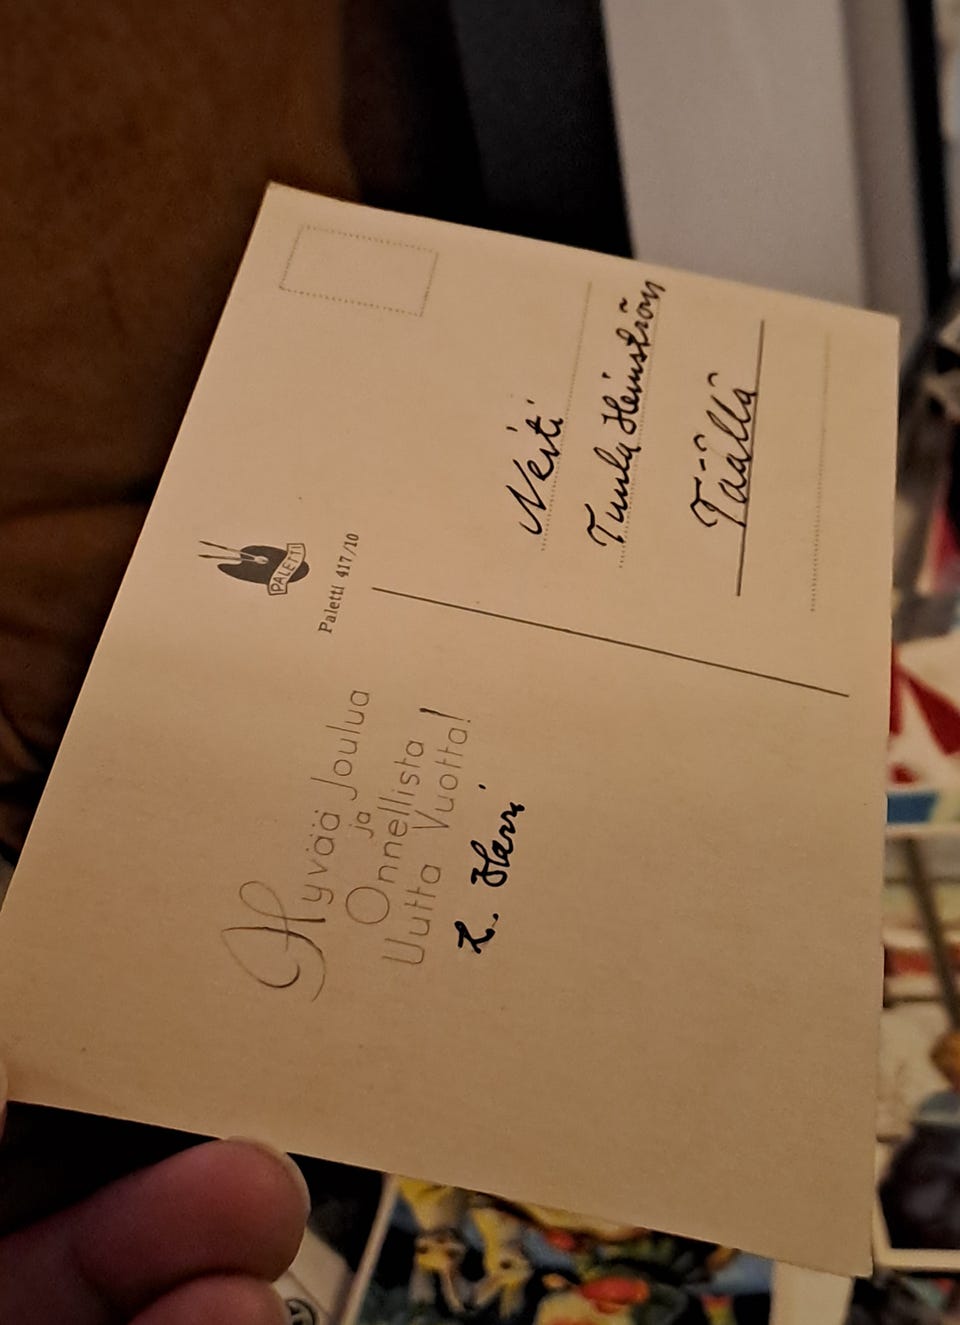 Hyvää Joulua
ja
Onnellista
Uutta Vuotta!
PALETTI
Paletti 417/10
Neiti
Tuula Heinström
Täällä